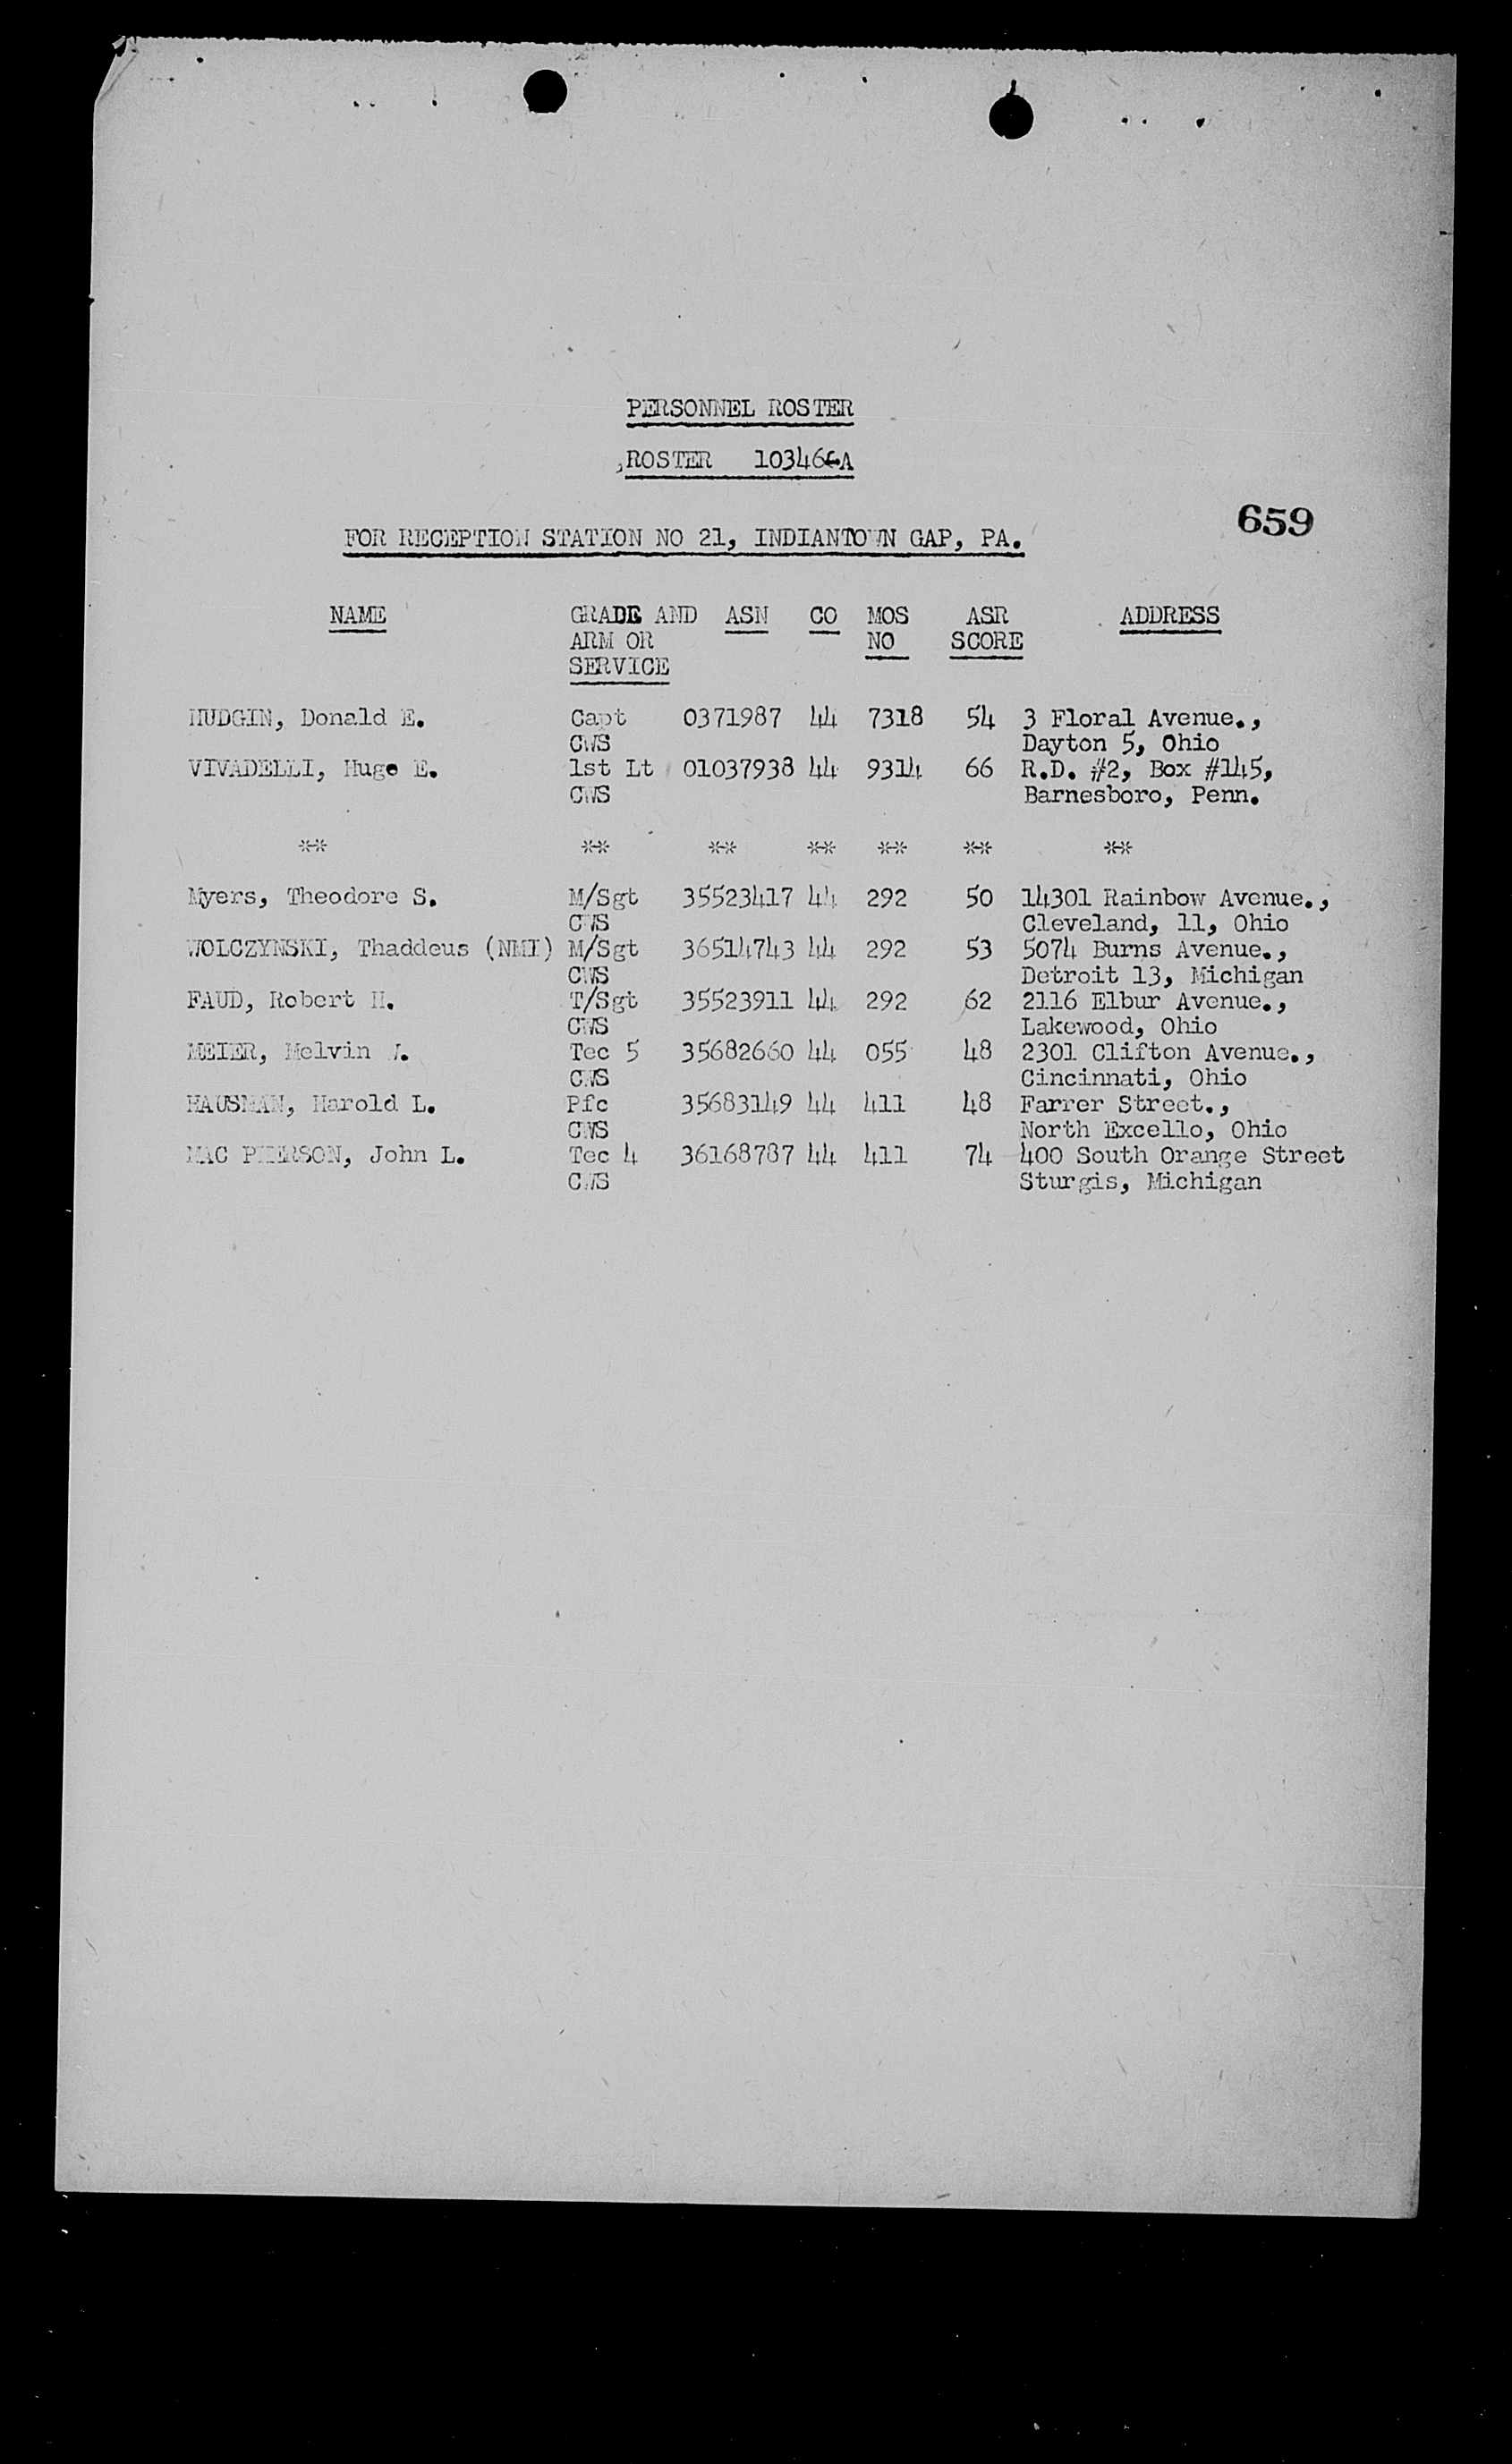 PERSONNEL ROSTER
ROSTER 10346 A
659
FOR RECEPTION STATION NO 21, INDIANTOWN GAP, PA.
NAME GRADE AND ASN CO MOS ASR ADDRESS
ARM OR NO SCORE
SERVICE
HUDGIN, Donald E. Capt 0371987 44 7318 54 3 Floral Avenue.,
CWS Dayton 5, Ohio
VIVADELLI, Hugo E. 1st Lt 01037938 44 9314 66 R.D. #2, Box #145,
CWS Barnesboro, Penn.
** ** ** ** ** ** **
Myers, Theodore S. M/Sgt 35523417 44 292 50 14301 Rainbow Avenue.,
CWS Cleveland, 11, Ohio
WOLCZYNSKI, Thaddeus (NMI) M/Sgt 36514743 44 292 53 5074 Burns Avenue.,
CWS Detroit 13, Michigan
FAUD, Robert H. T/Sgt 35523911 44 292 62 2116 Elbur Avenue.,
CWS Lakewood, Ohio
MEIER, Melvin W. Tec 5 35682660 44 055 48 2301 Clifton Avenue.,
CWS Cincinnati, Ohio
HAUSMAN, Harold L. Pfc 35683149 44 411 48 Farrer Street.,
CWS North Excello, Ohio
MAC PHERSON, John L. Tec 4 36168787 44 411 74 400 South Orange Street
CWS Sturgis, Michigan